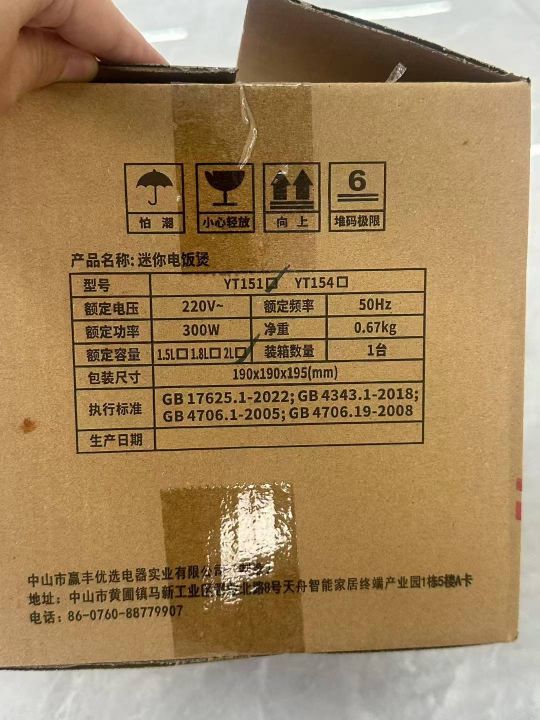 6
怕 潮 小心轻放 向 上 堆码极限
产品名称: 迷你电饭煲
型号 YT151☐ YT154☐
额定电压 220V~ 额定频率 50Hz
额定功率 300W 净重 0.67kg
额定容量 1.5L☐ 1.8L☐ 2L☐ 装箱数量 1台
包装尺寸 190x190x195(mm)
执行标准 GB 17625.1-2022; GB 4343.1-2018;
GB 4706.1-2005; GB 4706.19-2008
生产日期
中山市赢丰优选电器实业有限公司
地址: 中山市黄圃镇马新工业区 北路8号天舟智能家居终端产业园1栋5楼A卡
电话: 86-0760-88779907